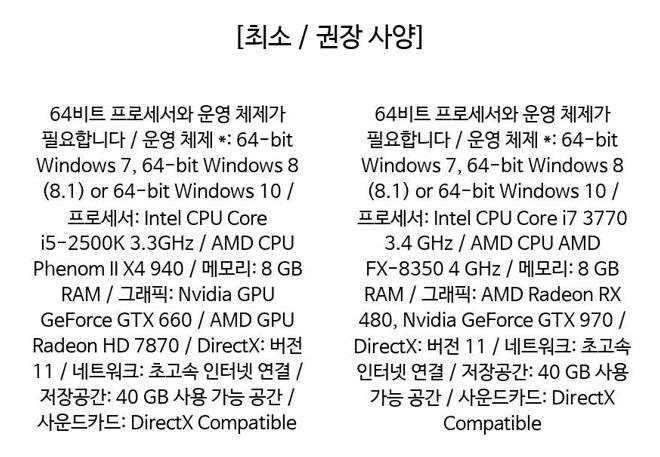 [최소 / 권장 사양]
64비트 프로세서와 운영 체제가
필요합니다 / 운영 체제 *: 64-bit
Windows 7, 64-bit Windows 8
(8.1) or 64-bit Windows 10 /
프로세서: Intel CPU Core
i5-2500K 3.3GHz / AMD CPU
Phenom II X4 940 / 메모리: 8 GB
RAM / 그래픽: Nvidia GPU
GeForce GTX 660 / AMD GPU
Radeon HD 7870 / DirectX: 버전
11 / 네트워크: 초고속 인터넷 연결 /
저장공간: 40 GB 사용 가능 공간 /
사운드카드: DirectX Compatible
64비트 프로세서와 운영 체제가
필요합니다 / 운영 체제 *: 64-bit
Windows 7, 64-bit Windows 8
(8.1) or 64-bit Windows 10 /
프로세서: Intel CPU Core i7 3770
3.4 GHz / AMD CPU AMD
FX-8350 4 GHz / 메모리: 8 GB
RAM / 그래픽: AMD Radeon RX
480, Nvidia GeForce GTX 970 /
DirectX: 버전 11 / 네트워크: 초고속
인터넷 연결 / 저장공간: 40 GB 사용
가능 공간 / 사운드카드: DirectX
Compatible